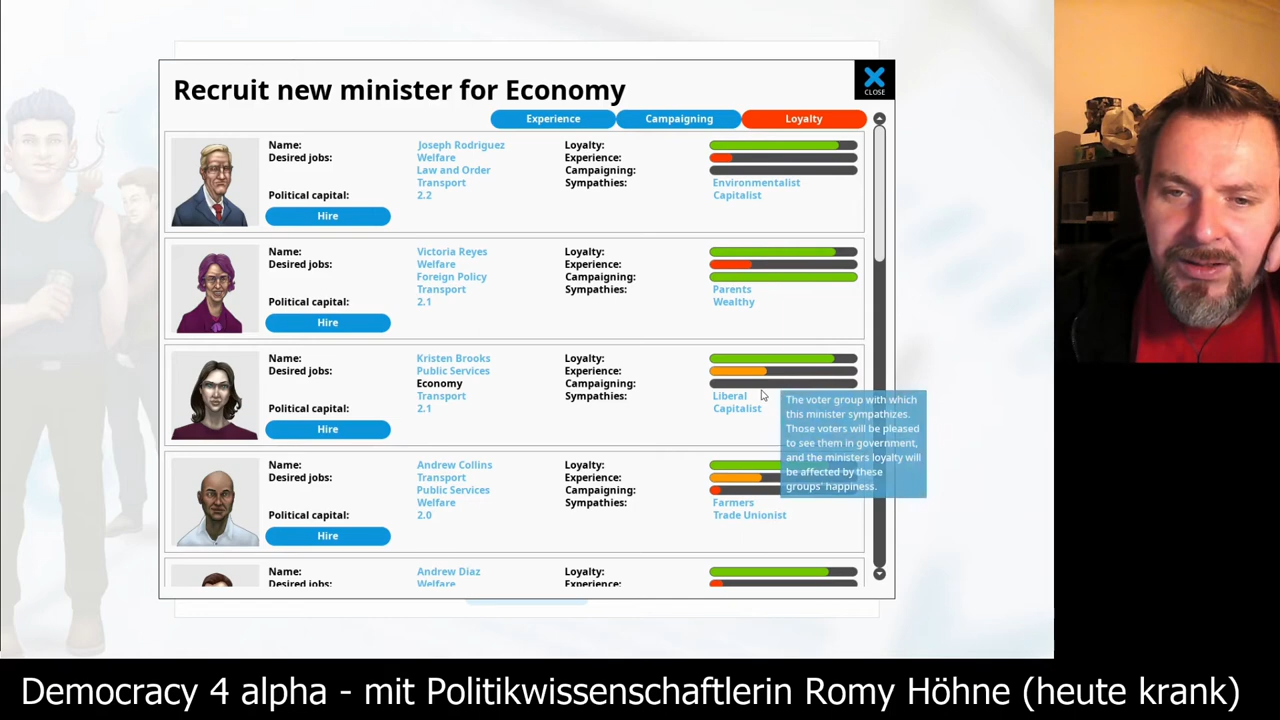 Recruit new minister for Economy
CLOSE
Experience Campaigning Loyalty
Name: Joseph Rodriguez Loyalty:
Desired jobs: Welfare Experience:
Law and Order Campaigning:
Transport Sympathies: Environmentalist
Political capital: 2.2 Capitalist
Hire
Name: Victoria Reyes Loyalty:
Desired jobs: Welfare Experience:
Foreign Policy Campaigning:
Transport Sympathies: Parents
Political capital: 2.1 Wealthy
Hire
Name: Kristen Brooks Loyalty:
Desired jobs: Public Services Experience:
Economy Campaigning:
Transport Sympathies: Liberal
Political capital: 2.1 Capitalist
Hire
The voter group with which
this minister sympathizes.
Those voters will be pleased
to see them in government,
and the ministers loyalty will
be affected by these
groups' happiness.
Name: Andrew Collins Loyalty:
Desired jobs: Transport Experience:
Public Services Campaigning:
Welfare Sympathies: Farmers
Political capital: 2.0 Trade Unionist
Hire
Name: Andrew Diaz Loyalty:
Desired jobs: Welfare Experience:
Democracy 4 alpha - mit Politikwissenschaftlerin Romy Höhne (heute krank)